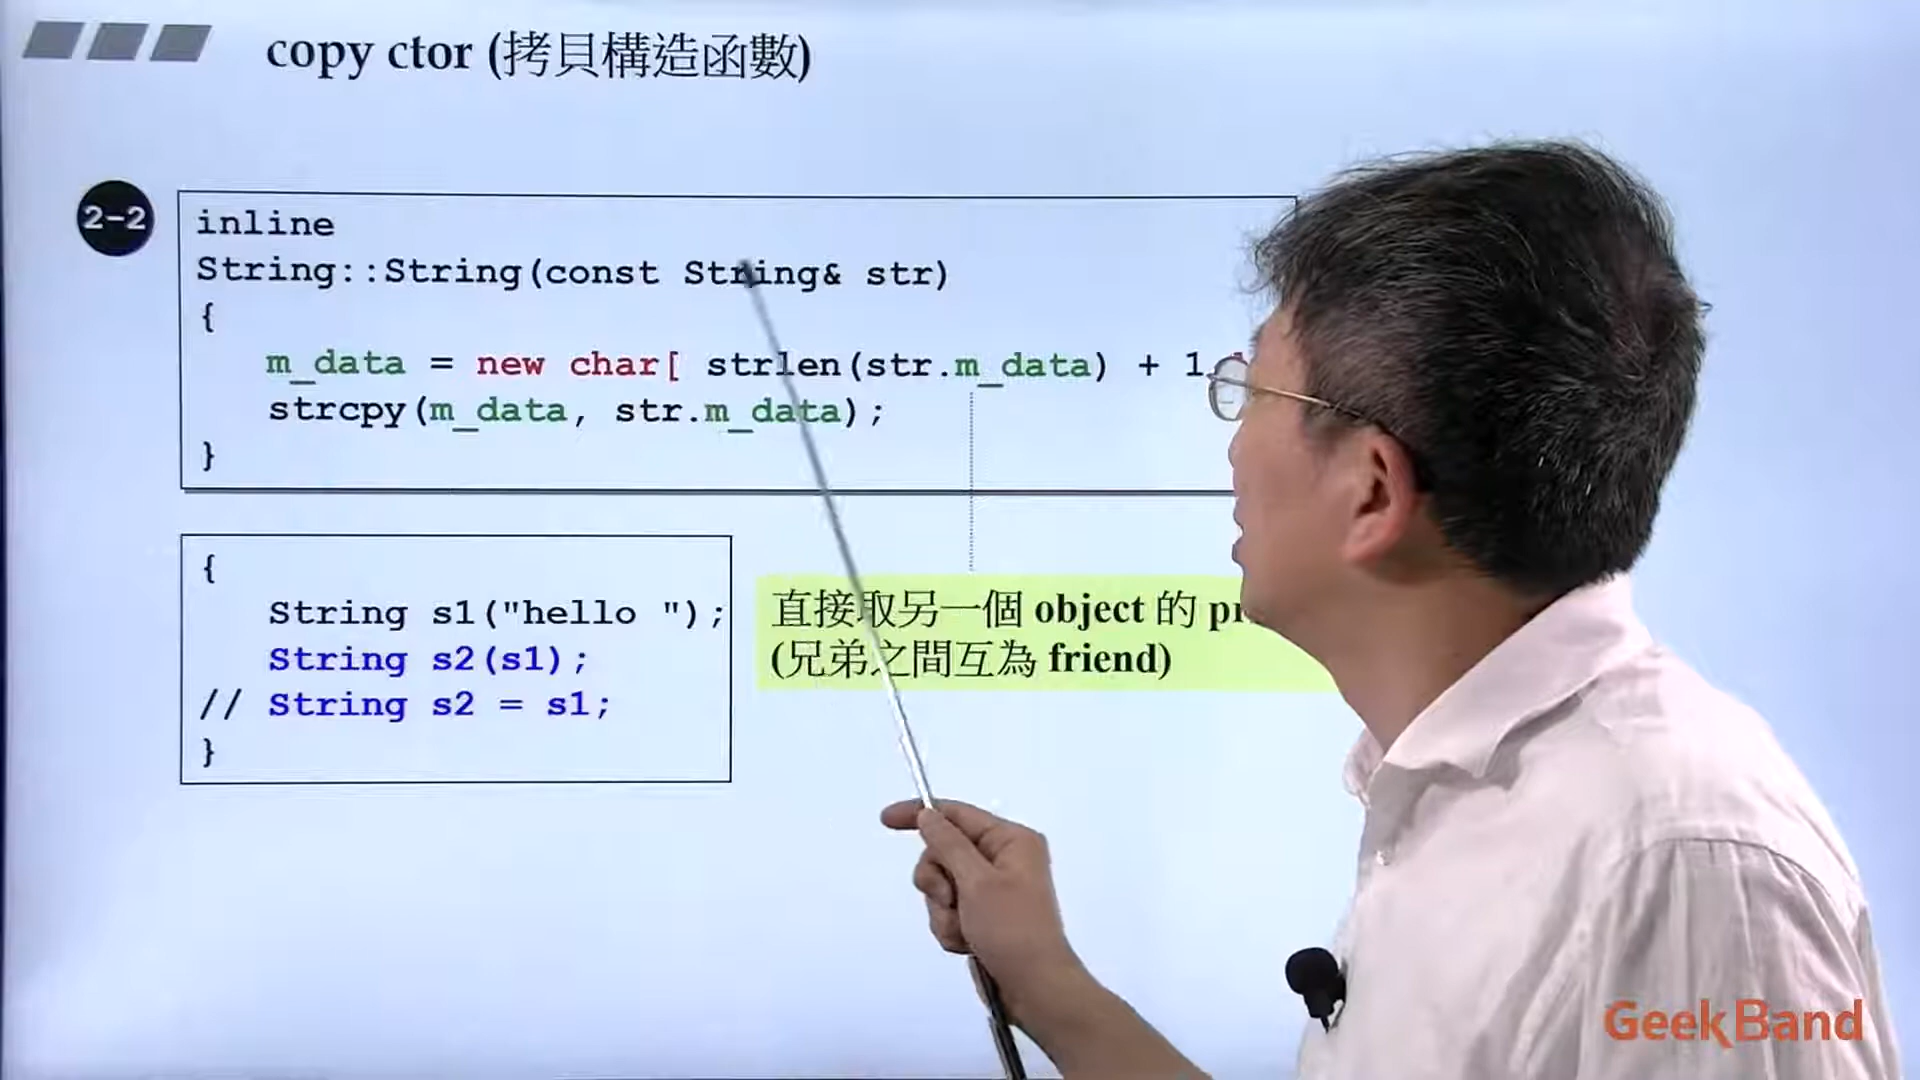 copy ctor (拷貝構造函數)
2-2
inline
String::String(const String& str)
{
m_data = new char[ strlen(str.m_data) + 1
strcpy(m_data, str.m_data);
}
{
String s1("hello ");
String s2(s1);
// String s2 = s1;
}
直接取另一個 object 的
(兄弟之間互為 friend)
GeekBand